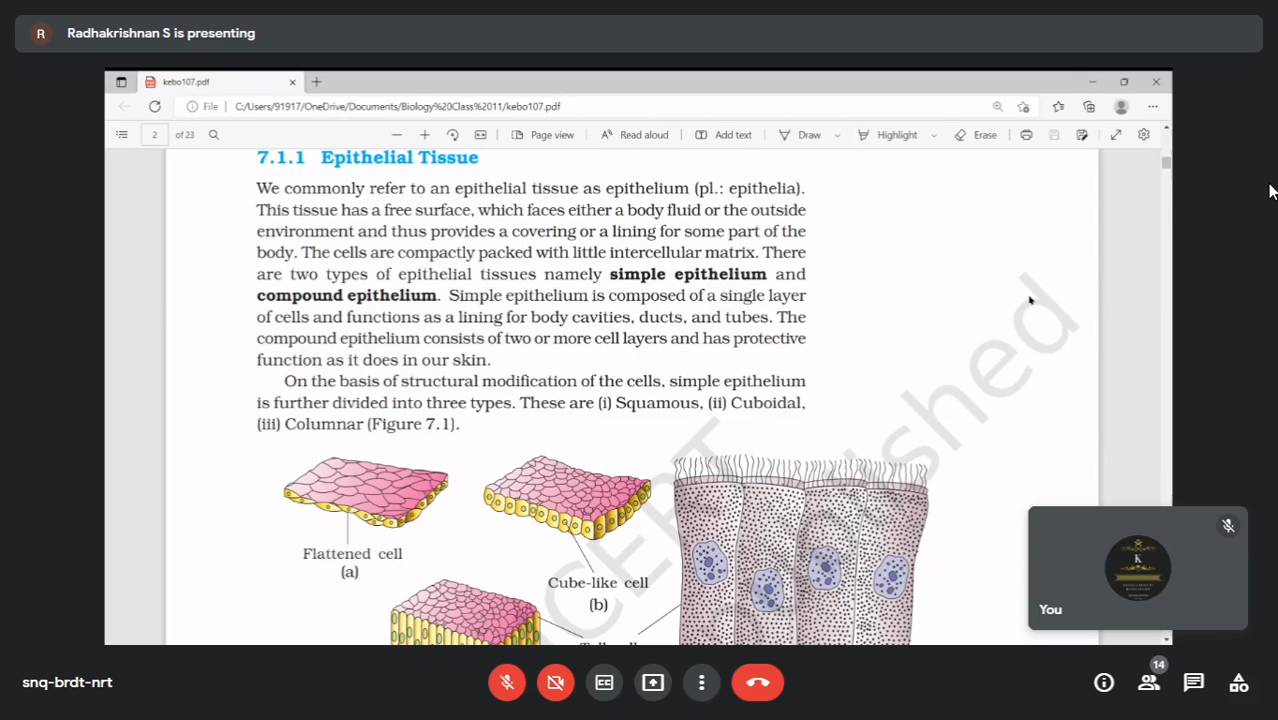 R Radhakrishnan S is presenting
kebo107.pdf
File C:/Users/91917/OneDrive/Documents/Biology%20Class%2011/kebo107.pdf
2 of 23 Page view Read aloud Add text Draw Highlight Erase
7.1.1 Epithelial Tissue
We commonly refer to an epithelial tissue as epithelium (pl.: epithelia).
This tissue has a free surface, which faces either a body fluid or the outside
environment and thus provides a covering or a lining for some part of the
body. The cells are compactly packed with little intercellular matrix. There
are two types of epithelial tissues namely simple epithelium and
compound epithelium. Simple epithelium is composed of a single layer
of cells and functions as a lining for body cavities, ducts, and tubes. The
compound epithelium consists of two or more cell layers and has protective
function as it does in our skin.
On the basis of structural modification of the cells, simple epithelium
is further divided into three types. These are (i) Squamous, (ii) Cuboidal,
(iii) Columnar (Figure 7.1).
Flattened cell
(a)
Cube-like cell
(b)
NCERT
K
You
snq-brdt-nrt
CC
14